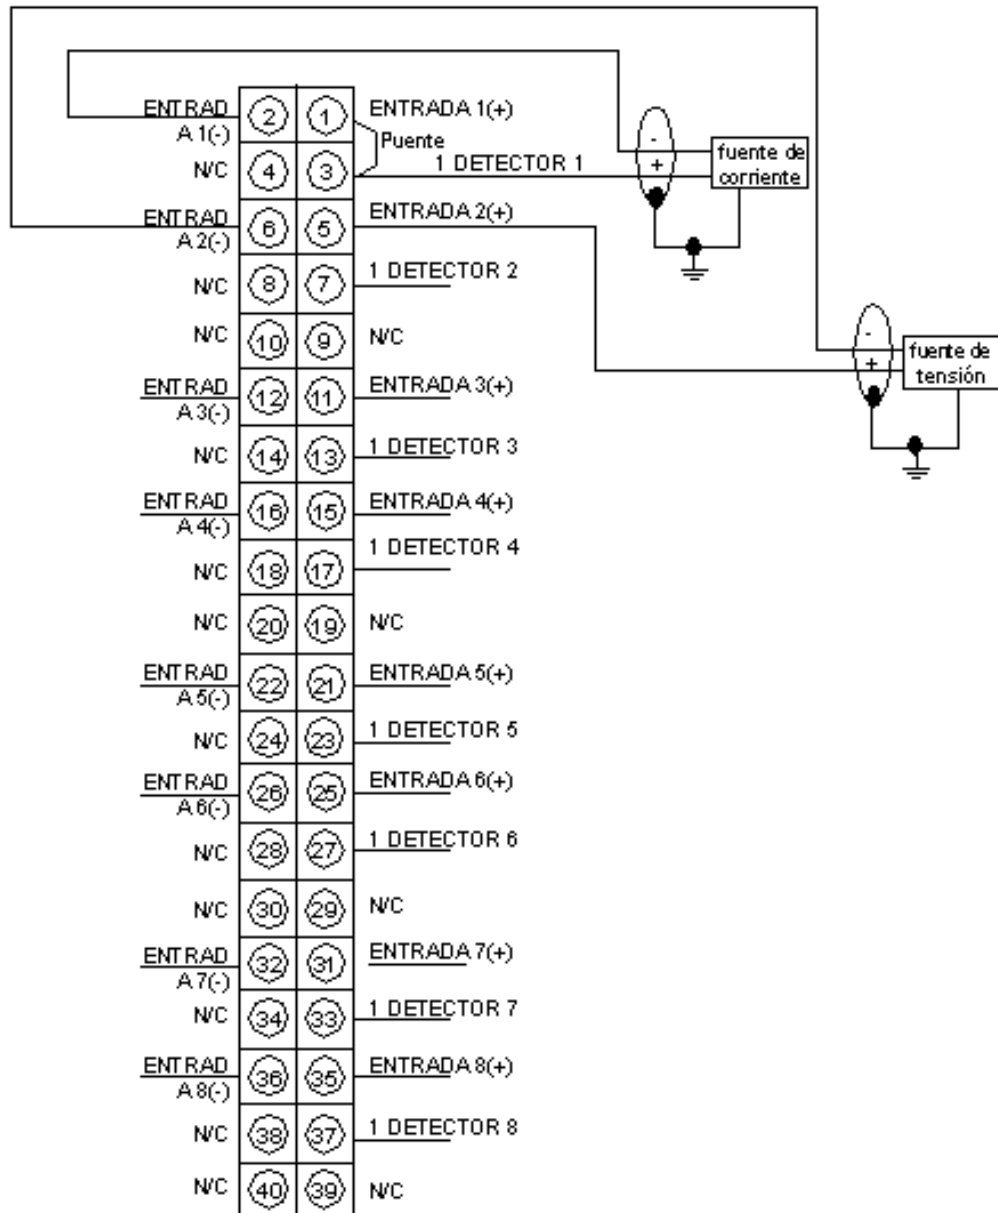 ENTRAD 2 1 ENTRADA 1(+)
A 1(-)
Puente
N/C 4 3 1 DETECTOR 1
-
+
fuente de
corriente
ENTRAD 6 5 ENTRADA 2(+)
A 2(-)
N/C 8 7 1 DETECTOR 2
N/C 10 9 N/C
-
+
fuente de
tensión
ENTRAD 12 11 ENTRADA 3(+)
A 3(-)
N/C 14 13 1 DETECTOR 3
ENTRAD 16 15 ENTRADA 4(+)
A 4(-)
N/C 18 17 1 DETECTOR 4
N/C 20 19 N/C
ENTRAD 22 21 ENTRADA 5(+)
A 5(-)
N/C 24 23 1 DETECTOR 5
ENTRAD 26 25 ENTRADA 6(+)
A 6(-)
N/C 28 27 1 DETECTOR 6
N/C 30 29 N/C
ENTRAD 32 31 ENTRADA 7(+)
A 7(-)
N/C 34 33 1 DETECTOR 7
ENTRAD 36 35 ENTRADA 8(+)
A 8(-)
N/C 38 37 1 DETECTOR 8
N/C 40 39 N/C